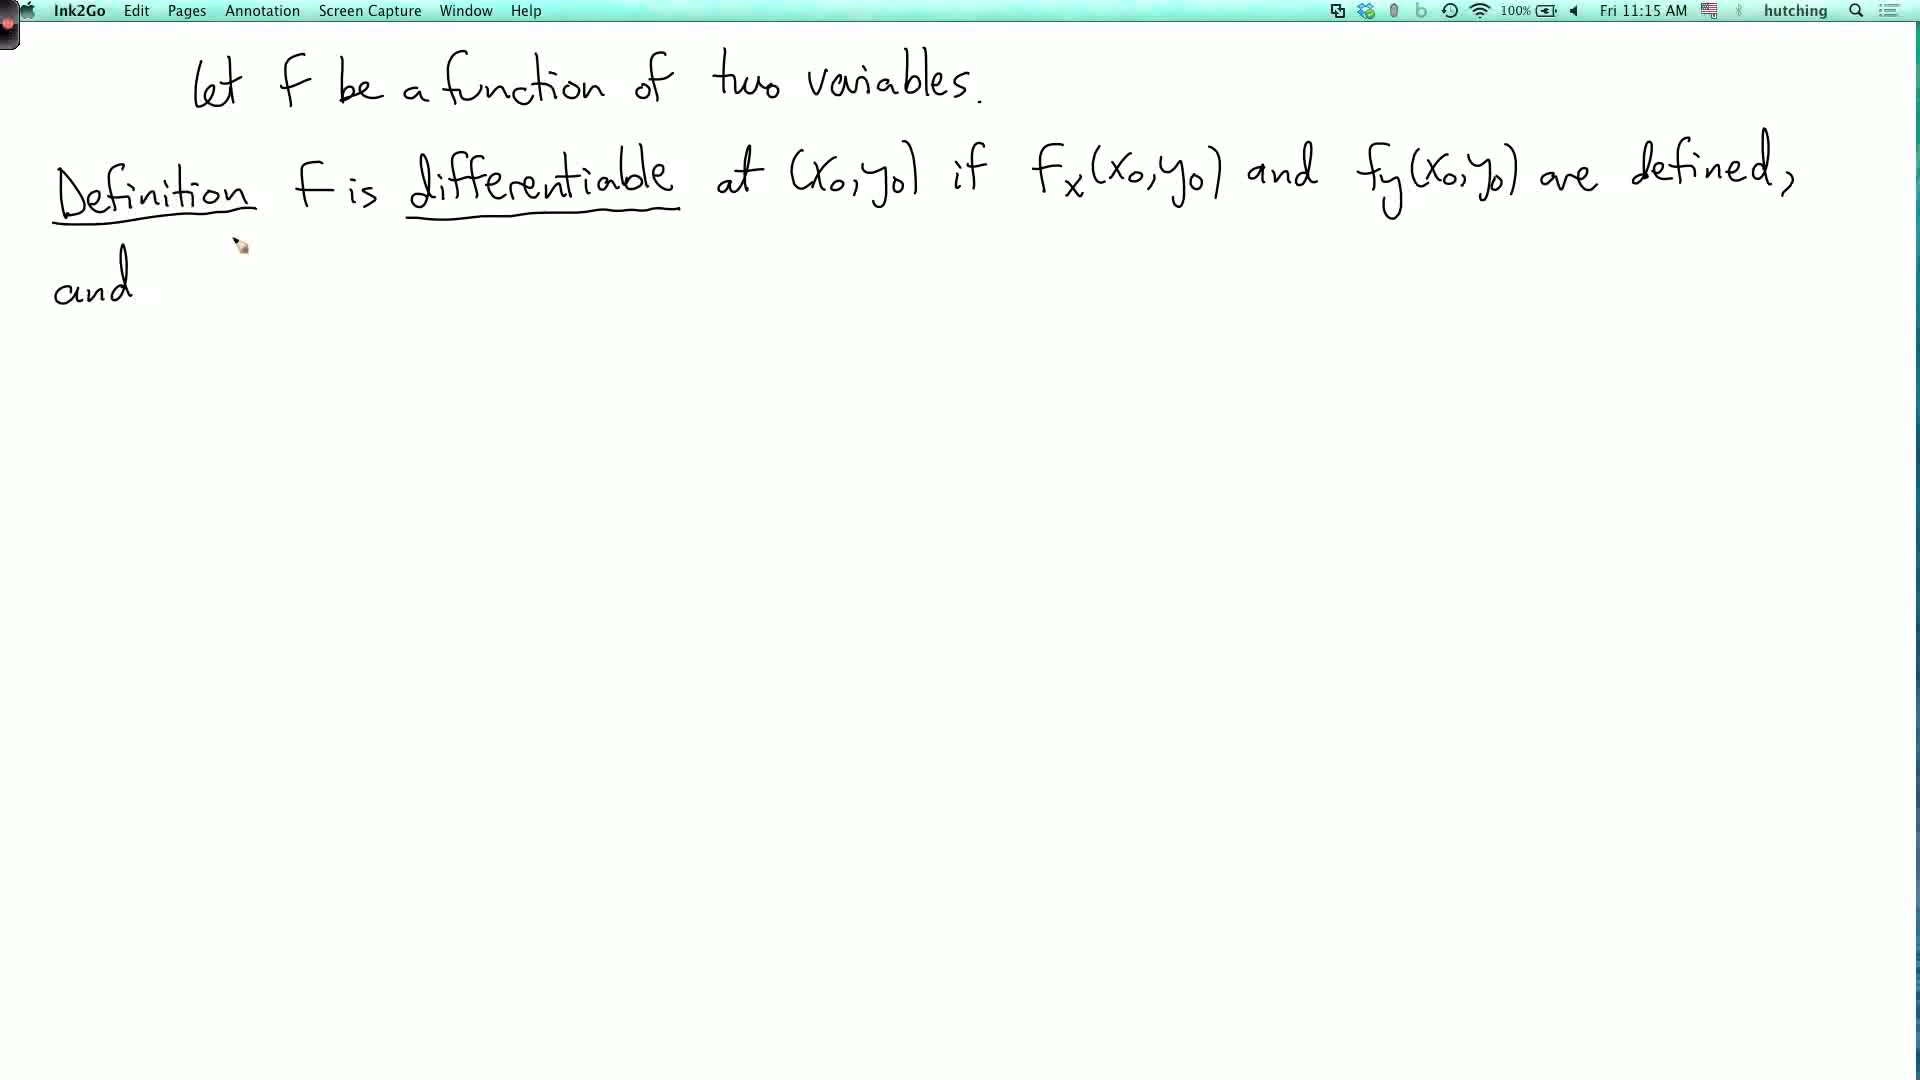 Ink2Go Edit Pages Annotation Screen Capture Window Help 100% Fri 11:15 AM hutching
Let f be a function of two variables.
Definition f is differentiable at (x₀,y₀) if fₓ(x₀,y₀) and f_y(x₀,y₀) are defined,
and